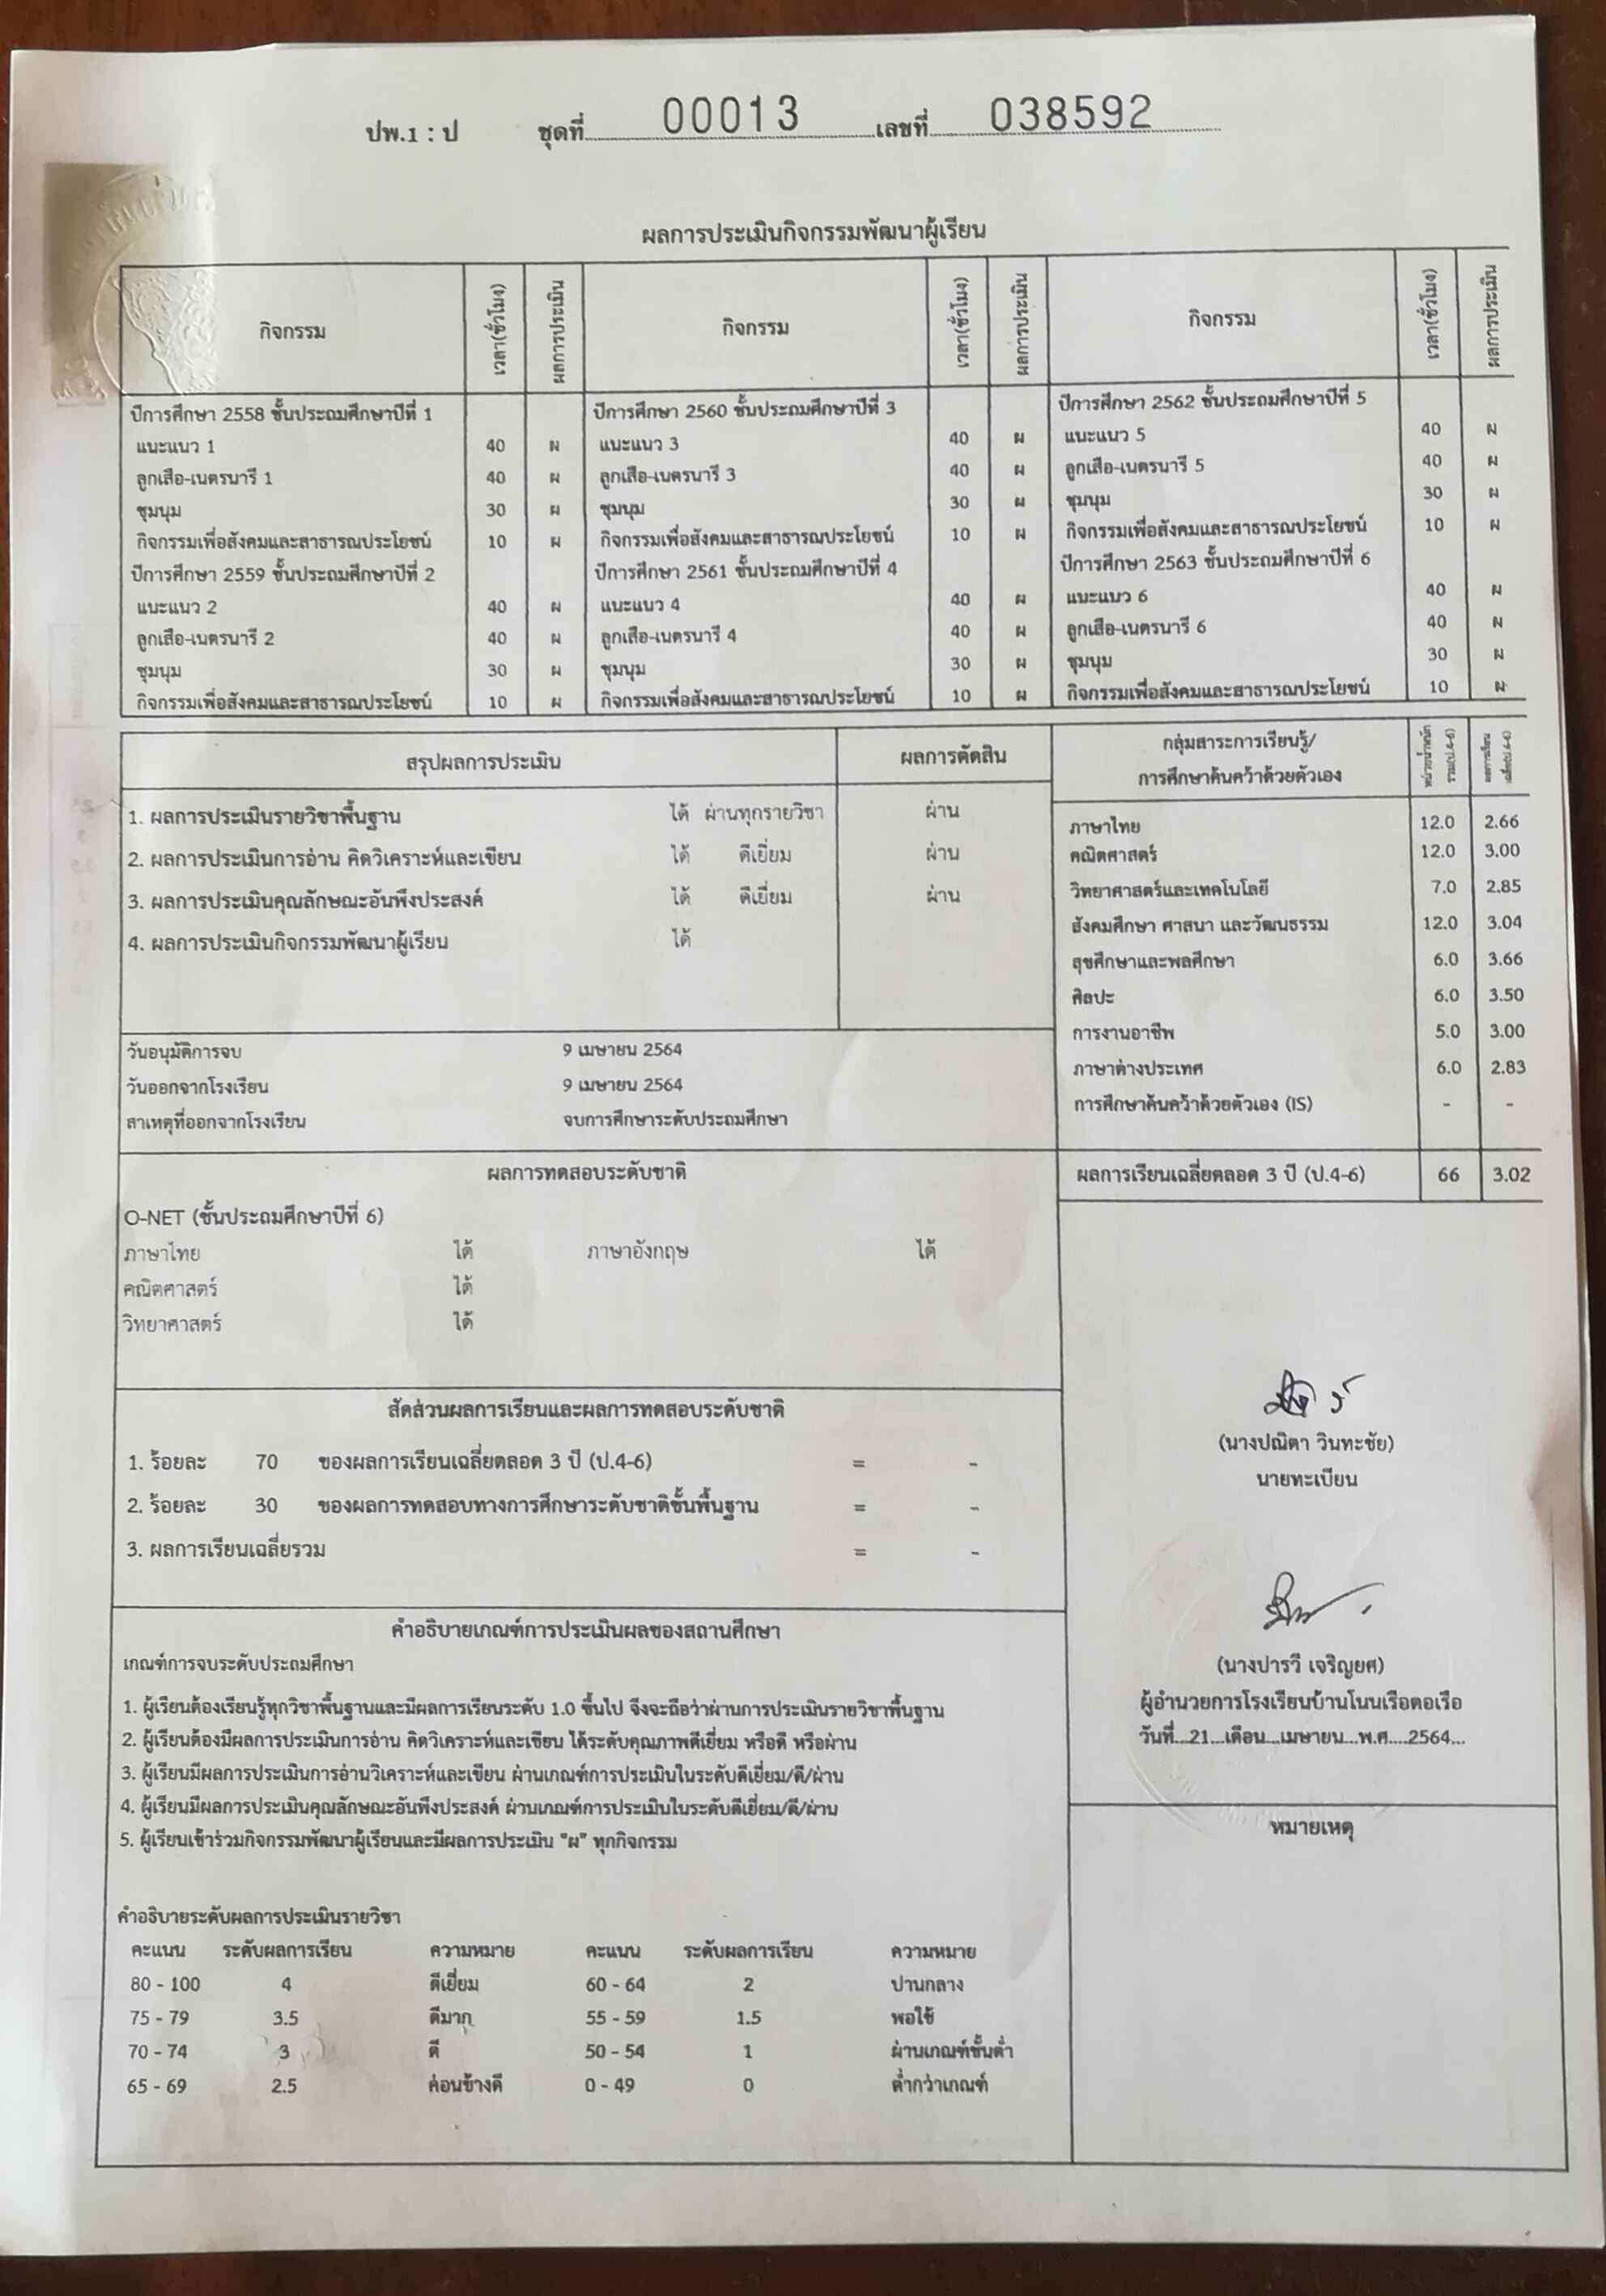 ปพ.1 : ป ชุดที่ 00013 เลขที่ 038592
ผลการประเมินกิจกรรมพัฒนาผู้เรียน
กิจกรรม เวลา(ชั่วโมง) ผลการประเมิน กิจกรรม เวลา(ชั่วโมง) ผลการประเมิน กิจกรรม เวลา(ชั่วโมง) ผลการประเมิน
ปีการศึกษา 2558 ชั้นประถมศึกษาปีที่ 1 ปีการศึกษา 2560 ชั้นประถมศึกษาปีที่ 3 ปีการศึกษา 2562 ชั้นประถมศึกษาปีที่ 5
แนะแนว 1 40 ผ แนะแนว 3 40 ผ แนะแนว 5 40 ผ
ลูกเสือ-เนตรนารี 1 40 ผ ลูกเสือ-เนตรนารี 3 40 ผ ลูกเสือ-เนตรนารี 5 40 ผ
ชุมนุม 30 ผ ชุมนุม 30 ผ ชุมนุม 30 ผ
กิจกรรมเพื่อสังคมและสาธารณประโยชน์ 10 ผ กิจกรรมเพื่อสังคมและสาธารณประโยชน์ 10 ผ กิจกรรมเพื่อสังคมและสาธารณประโยชน์ 10 ผ
ปีการศึกษา 2559 ชั้นประถมศึกษาปีที่ 2 ปีการศึกษา 2561 ชั้นประถมศึกษาปีที่ 4 ปีการศึกษา 2563 ชั้นประถมศึกษาปีที่ 6
แนะแนว 2 40 ผ แนะแนว 4 40 ผ แนะแนว 6 40 ผ
ลูกเสือ-เนตรนารี 2 40 ผ ลูกเสือ-เนตรนารี 4 40 ผ ลูกเสือ-เนตรนารี 6 40 ผ
ชุมนุม 30 ผ ชุมนุม 30 ผ ชุมนุม 30 ผ
กิจกรรมเพื่อสังคมและสาธารณประโยชน์ 10 ผ กิจกรรมเพื่อสังคมและสาธารณประโยชน์ 10 ผ กิจกรรมเพื่อสังคมและสาธารณประโยชน์ 10 ผ
สรุปผลการประเมิน ผลการตัดสิน
1. ผลการประเมินรายวิชาพื้นฐาน ได้ ผ่านทุกรายวิชา ผ่าน
2. ผลการประเมินการอ่าน คิดวิเคราะห์และเขียน ได้ ดีเยี่ยม ผ่าน
3. ผลการประเมินคุณลักษณะอันพึงประสงค์ ได้ ดีเยี่ยม ผ่าน
4. ผลการประเมินกิจกรรมพัฒนาผู้เรียน ได้
วันอนุมัติการจบ 9 เมษายน 2564
วันออกจากโรงเรียน 9 เมษายน 2564
สาเหตุที่ออกจากโรงเรียน จบการศึกษาระดับประถมศึกษา
กลุ่มสาระการเรียนรู้/
การศึกษาค้นคว้าด้วยตัวเอง
หน่วยน้ำหนัก
รวม(ป.4-6)
ผลการเรียน
เฉลี่ย(ป.4-6)
ภาษาไทย 12.0 2.66
คณิตศาสตร์ 12.0 3.00
วิทยาศาสตร์และเทคโนโลยี 7.0 2.85
สังคมศึกษา ศาสนา และวัฒนธรรม 12.0 3.04
สุขศึกษาและพลศึกษา 6.0 3.66
ศิลปะ 6.0 3.50
การงานอาชีพ 5.0 3.00
ภาษาต่างประเทศ 6.0 2.83
การศึกษาค้นคว้าด้วยตัวเอง (IS) - -
ผลการเรียนเฉลี่ยตลอด 3 ปี (ป.4-6) 66 3.02
ผลการทดสอบระดับชาติ
O-NET (ชั้นประถมศึกษาปีที่ 6)
ภาษาไทย ได้ ภาษาอังกฤษ ได้
คณิตศาสตร์ ได้
วิทยาศาสตร์ ได้
สัดส่วนผลการเรียนและผลการทดสอบระดับชาติ
1. ร้อยละ 70 ของผลการเรียนเฉลี่ยตลอด 3 ปี (ป.4-6) = -
2. ร้อยละ 30 ของผลการทดสอบทางการศึกษาระดับชาติขั้นพื้นฐาน = -
3. ผลการเรียนเฉลี่ยรวม = -
คำอธิบายเกณฑ์การประเมินผลของสถานศึกษา
เกณฑ์การจบระดับประถมศึกษา
1. ผู้เรียนต้องเรียนรู้ทุกวิชาพื้นฐานและมีผลการเรียนระดับ 1.0 ขึ้นไป จึงจะถือว่าผ่านการประเมินรายวิชาพื้นฐาน
2. ผู้เรียนต้องมีผลการประเมินการอ่าน คิดวิเคราะห์และเขียน ได้ระดับคุณภาพดีเยี่ยม หรือดี หรือผ่าน
3. ผู้เรียนมีผลการประเมินการอ่านวิเคราะห์และเขียน ผ่านเกณฑ์การประเมินในระดับดีเยี่ยม/ดี/ผ่าน
4. ผู้เรียนมีผลการประเมินคุณลักษณะอันพึงประสงค์ ผ่านเกณฑ์การประเมินในระดับดีเยี่ยม/ดี/ผ่าน
5. ผู้เรียนเข้าร่วมกิจกรรมพัฒนาผู้เรียนและมีผลการประเมิน "ผ" ทุกกิจกรรม
คำอธิบายระดับผลการประเมินรายวิชา
คะแนน ระดับผลการเรียน ความหมาย คะแนน ระดับผลการเรียน ความหมาย
80 - 100 4 ดีเยี่ยม 60 - 64 2 ปานกลาง
75 - 79 3.5 ดีมาก 55 - 59 1.5 พอใช้
70 - 74 3 ดี 50 - 54 1 ผ่านเกณฑ์ขั้นต่ำ
65 - 69 2.5 ค่อนข้างดี 0 - 49 0 ต่ำกว่าเกณฑ์
(นางปณิตา วินทะชัย)
นายทะเบียน
(นางปารวี เจริญยศ)
ผู้อำนวยการโรงเรียนบ้านโนนเรือคอเรือ
วันที่...21...เดือน...เมษายน...พ.ศ....2564...
หมายเหตุ